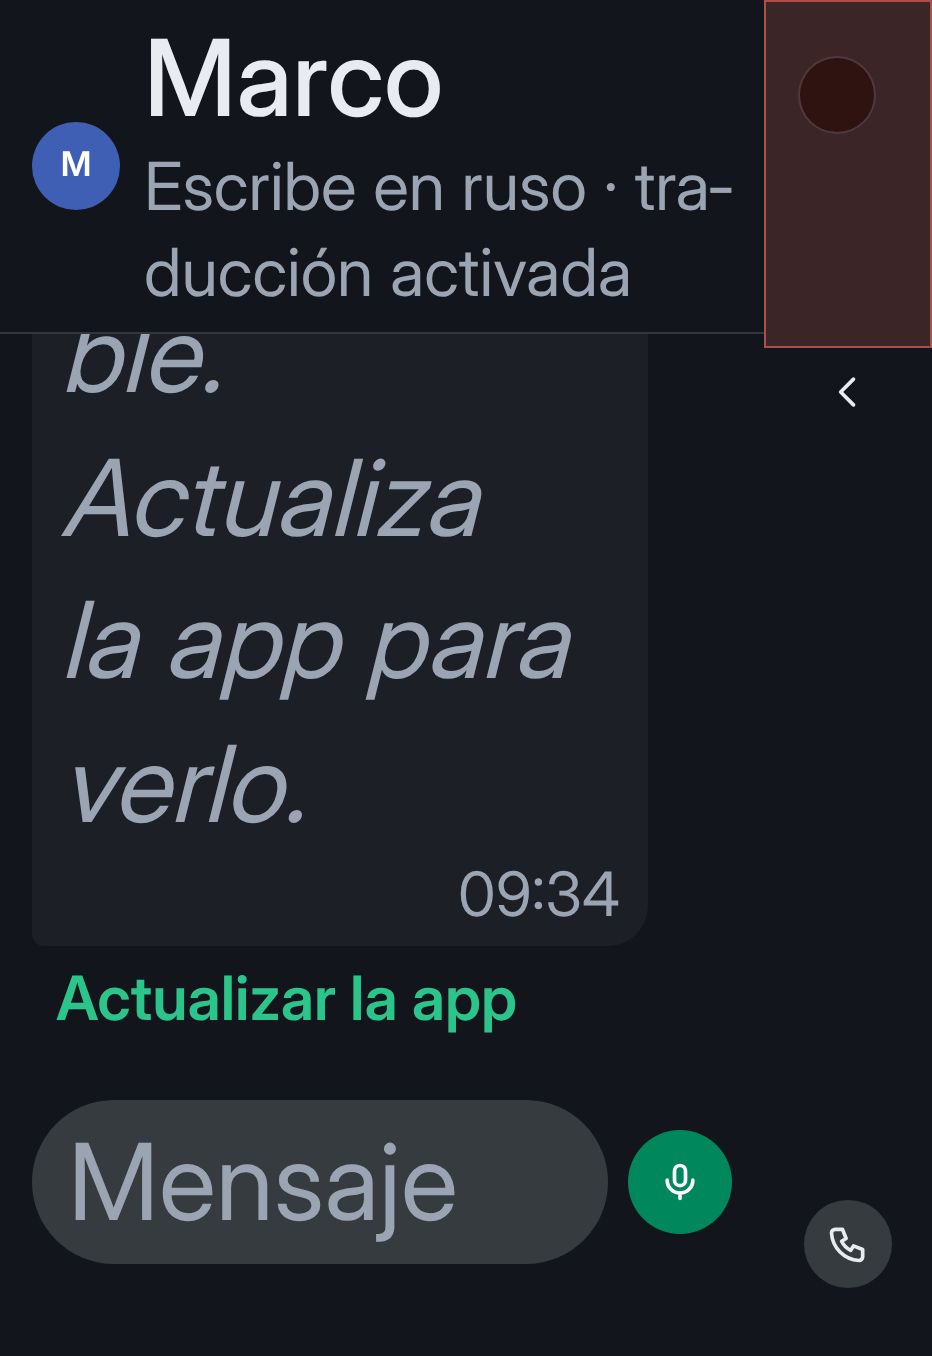 Marco
M
Escribe en ruso · tra-
ducción activada
ble.
Actualiza
la app para
verlo.
09:34
Actualizar la app
Mensaje